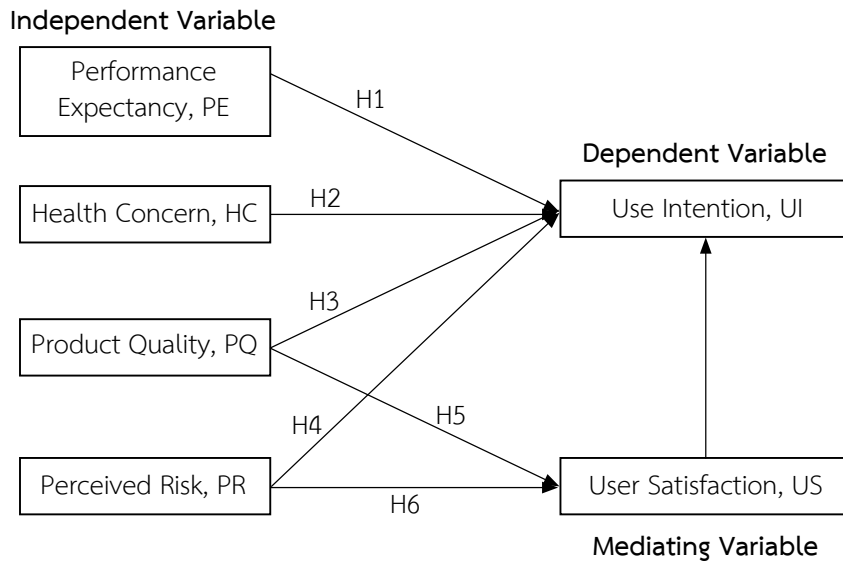 Independent Variable
Performance
Expectancy, PE
H1
Dependent Variable
Health Concern, HC
H2
Use Intention, UI
H3
Product Quality, PQ
H4
H5
Perceived Risk, PR
H6
User Satisfaction, US
Mediating Variable